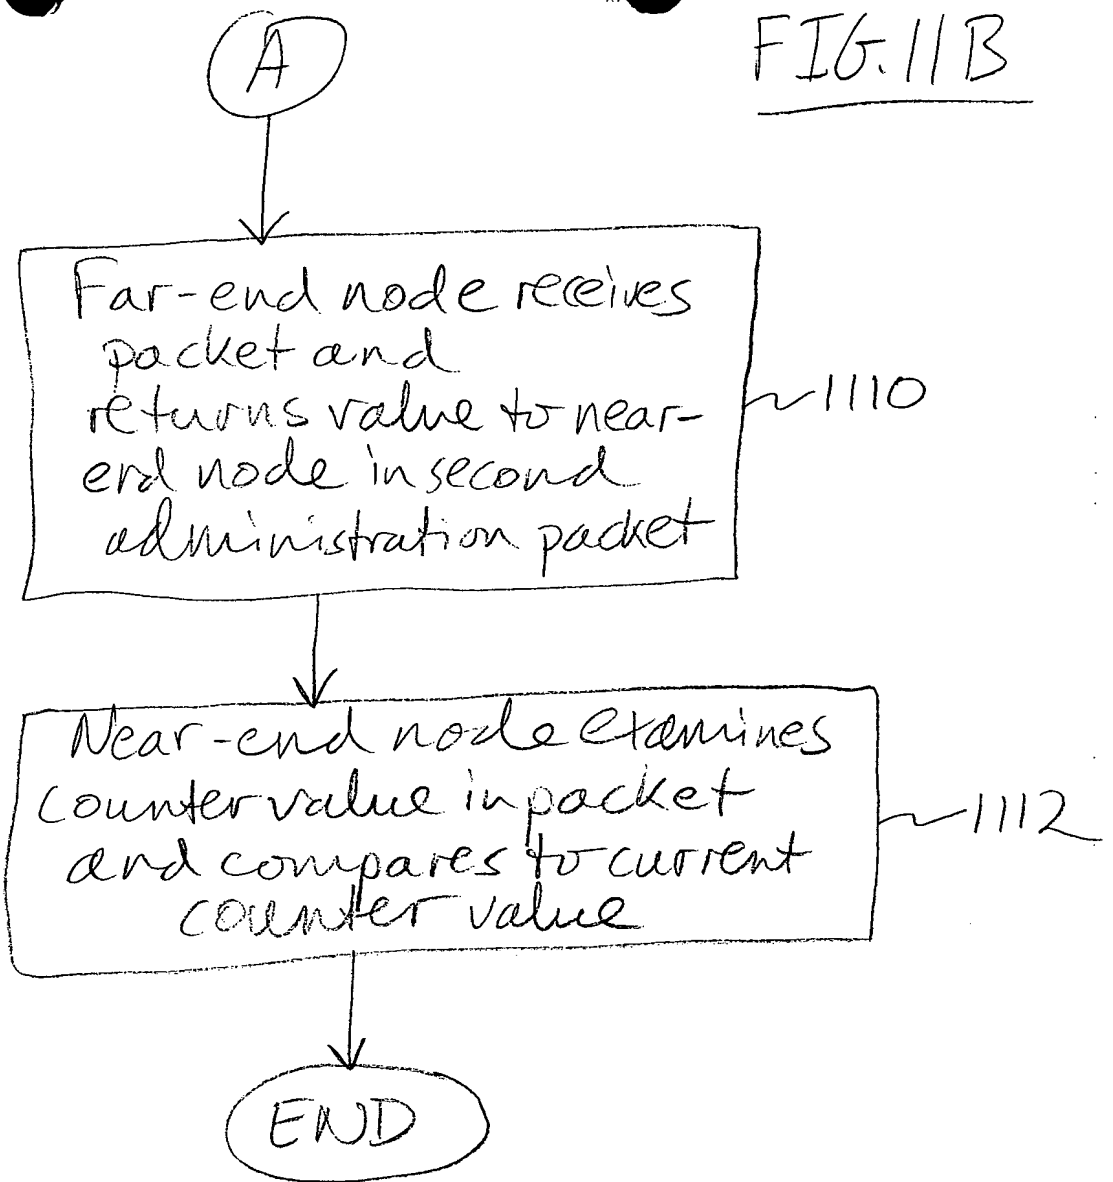 A
FIG. 11B
Far-end node receives
packet and
returns value to near-
end node in second
administration packet
1110
Near-end node examines
counter value in packet
and compares to current
counter value
1112
END